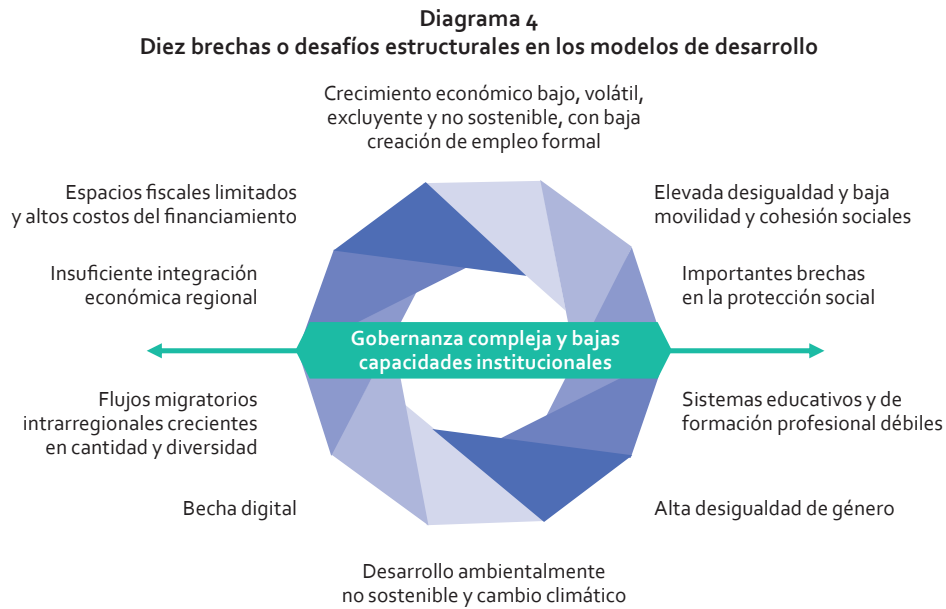 Diagrama 4
Diez brechas o desafíos estructurales en los modelos de desarrollo
Crecimiento económico bajo, volátil,
excluyente y no sostenible, con baja
creación de empleo formal
Espacios fiscales limitados
y altos costos del financiamiento
Elevada desigualdad y baja
movilidad y cohesión sociales
Insuficiente integración
económica regional
Importantes brechas
en la protección social
Gobernanza compleja y bajas
capacidades institucionales
Flujos migratorios
intrarregionales crecientes
en cantidad y diversidad
Sistemas educativos y de
formación profesional débiles
Becha digital
Alta desigualdad de género
Desarrollo ambientalmente
no sostenible y cambio climático